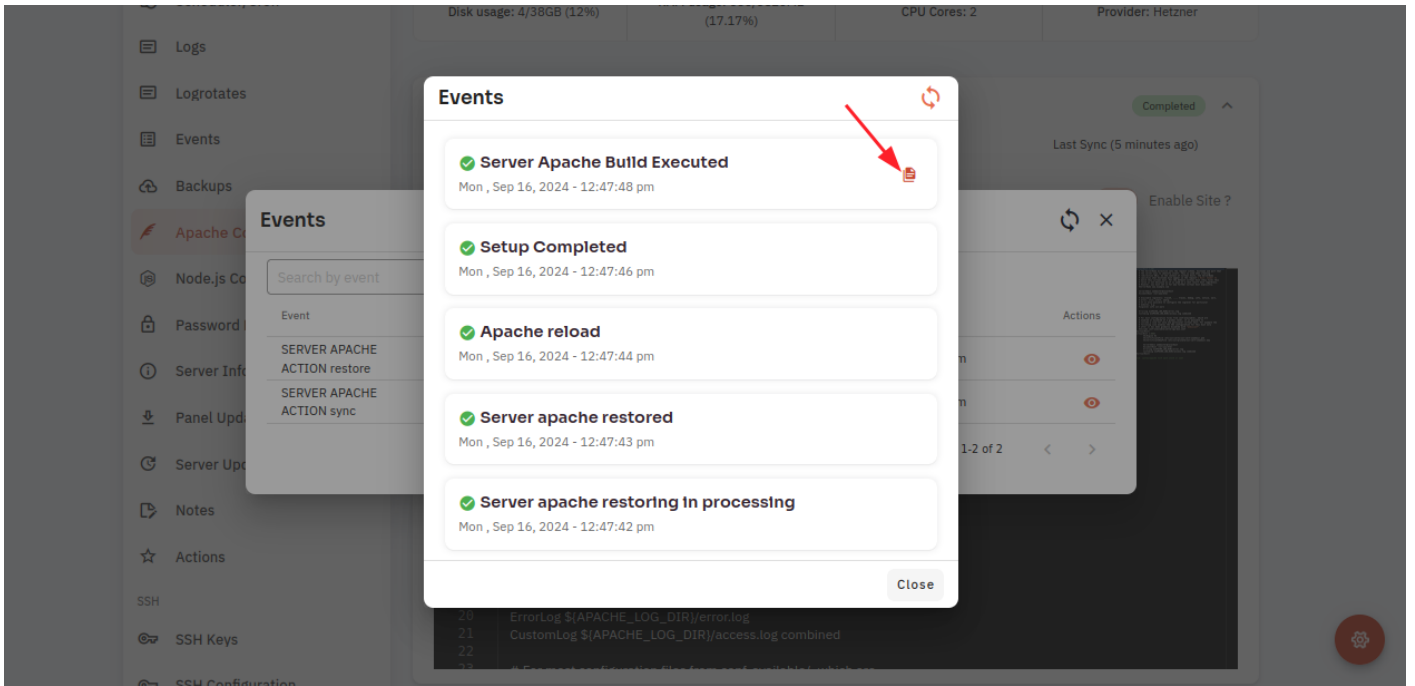 Disk usage: 4/38GB (12%)
(17.17%)
CPU Cores: 2
Provider: Hetzner
Logs
Logrotates
Events
Backups
Apache Co
Node.js Co
Password
Server Info
Panel Upd
Server Upd
Notes
Actions
SSH
SSH Keys
SSH Configuration
Completed
Last Sync (5 minutes ago)
Enable Site ?
Events
Search by event
Event
Actions
SERVER APACHE
ACTION restore
m
SERVER APACHE
ACTION sync
m
1-2 of 2
Events
Server Apache Build Executed
Mon , Sep 16, 2024 - 12:47:48 pm
Setup Completed
Mon , Sep 16, 2024 - 12:47:46 pm
Apache reload
Mon , Sep 16, 2024 - 12:47:44 pm
Server apache restored
Mon , Sep 16, 2024 - 12:47:43 pm
Server apache restoring in processing
Mon , Sep 16, 2024 - 12:47:42 pm
Close
20 ErrorLog ${APACHE_LOG_DIR}/error.log
21 CustomLog ${APACHE_LOG_DIR}/access.log combined
22
23